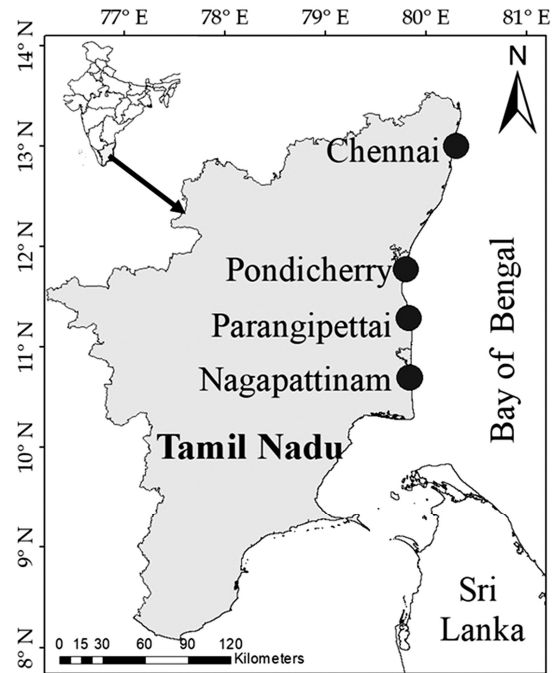 77° E 78° E 79° E 80° E 81° E
14° N
13° N
12° N
11° N
10° N
9° N
8° N
N
Chennai
Pondicherry
Parangipettai
Nagapattinam
Tamil Nadu
Bay of Bengal
Sri
Lanka
0 15 30 60 90 120
Kilometers